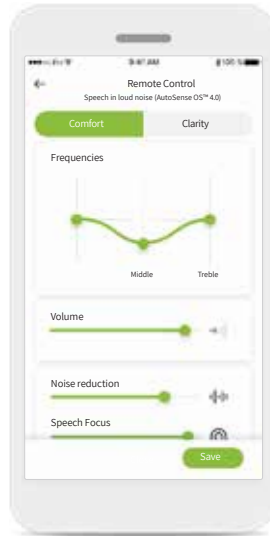 9:41 AM
100 %
Remote Control
Speech in loud noise (AutoSense OS™ 4.0)
Comfort Clarity
Frequencies
Middle Treble
Volume
Noise reduction
Speech Focus
Save